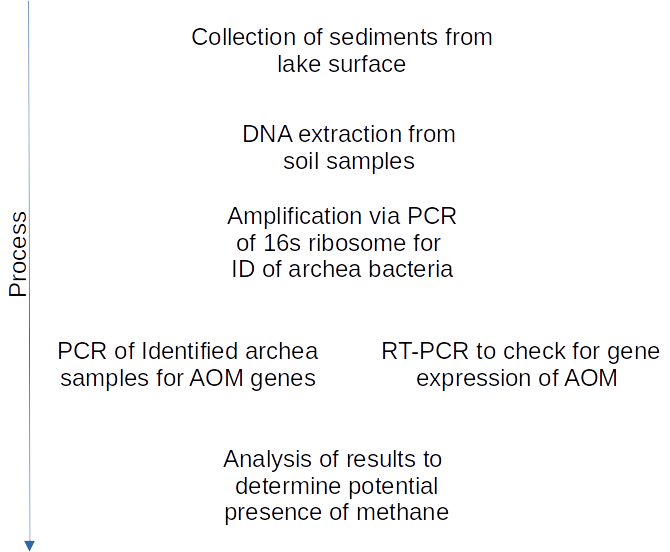 Collection of sediments from
lake surface
DNA extraction from
soil samples
Amplification via PCR
of 16s ribosome for
ID of archea bacteria
Process
PCR of Identified archea
samples for AOM genes
RT-PCR to check for gene
expression of AOM
Analysis of results to
determine potential
presence of methane